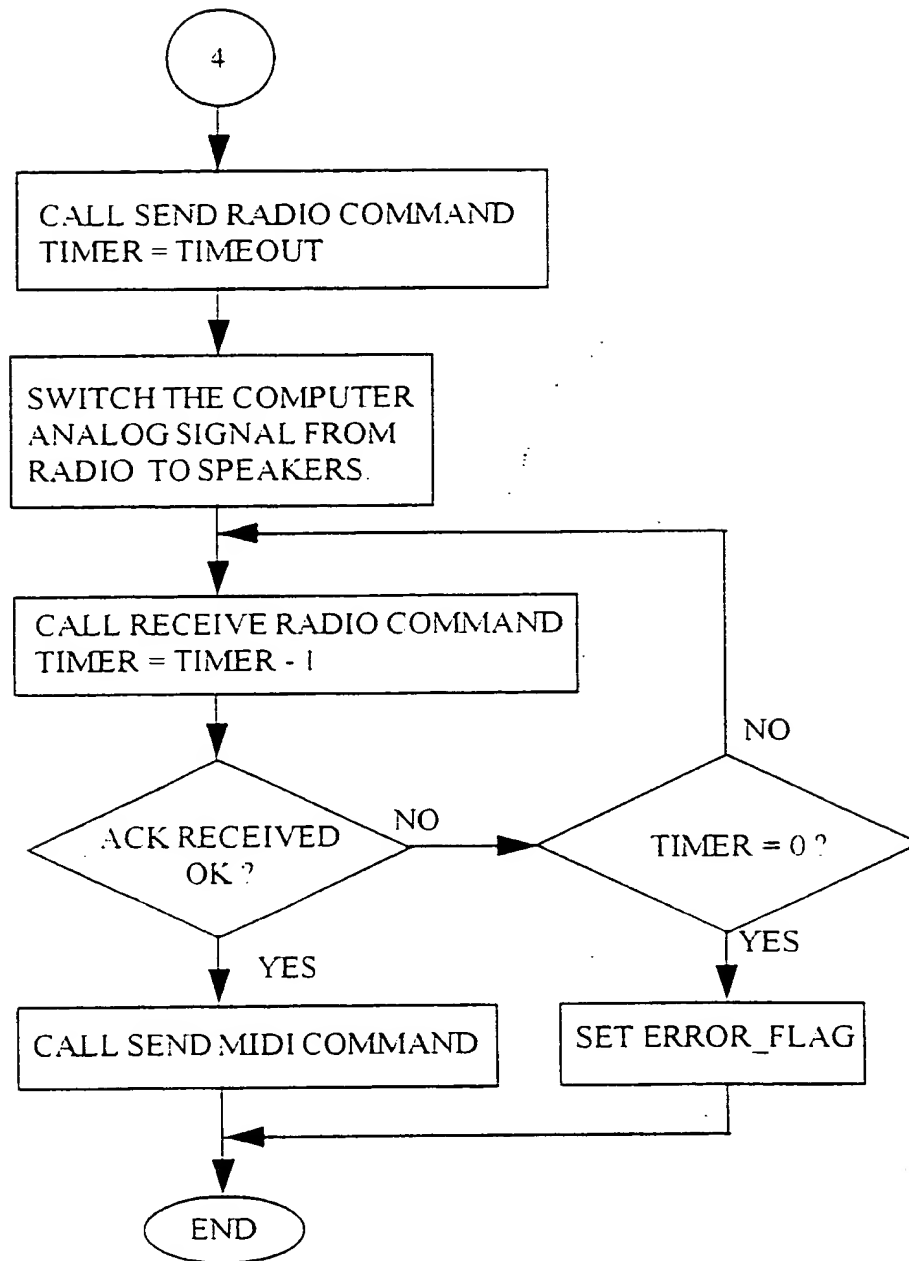 4
CALL SEND RADIO COMMAND
TIMER = TIMEOUT
SWITCH THE COMPUTER
ANALOG SIGNAL FROM
RADIO TO SPEAKERS.
CALL RECEIVE RADIO COMMAND
TIMER = TIMER - 1
NO
ACK RECEIVED
OK ?
NO
TIMER = 0 ?
YES
YES
CALL SEND MIDI COMMAND
SET ERROR_FLAG
END